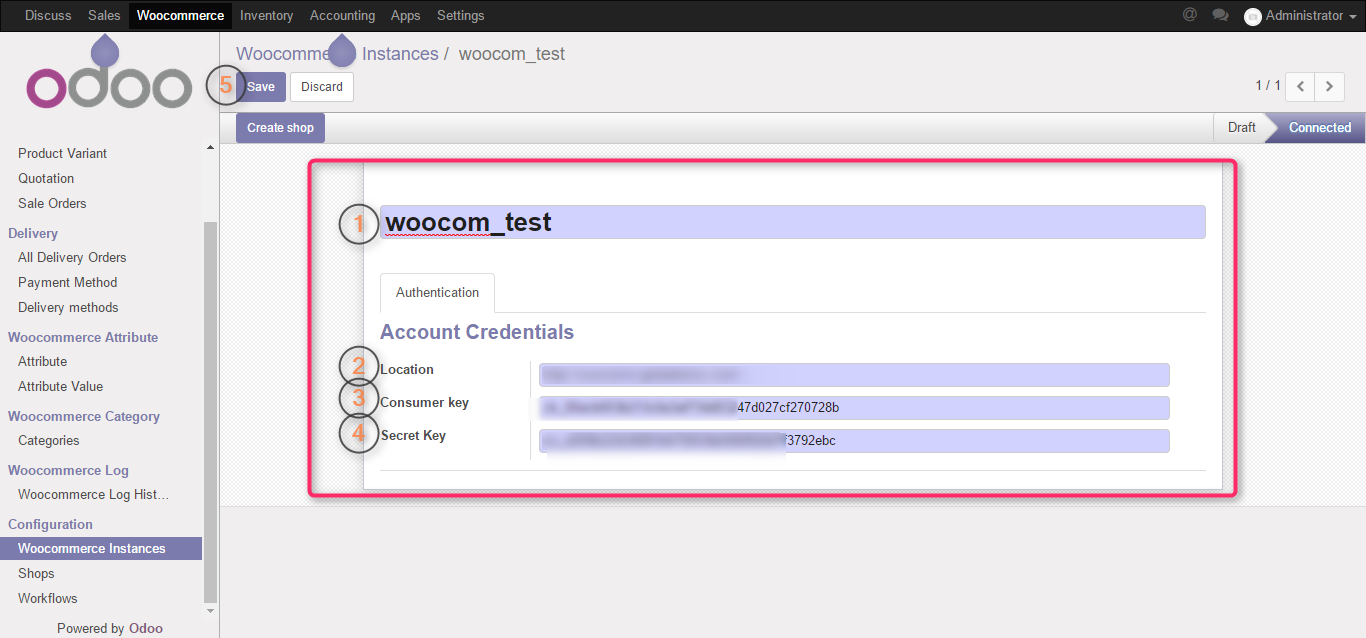 Discuss Sales Woocommerce Inventory Accounting Apps Settings @ Administrator
odoo
Woocommerce Instances / woocom_test
5 Save Discard
1 / 1
Create shop
Draft Connected
Product Variant
Quotation
Sale Orders
Delivery
All Delivery Orders
Payment Method
Delivery methods
Woocommerce Attribute
Attribute
Attribute Value
Woocommerce Category
Categories
Woocommerce Log
Woocommerce Log Hist...
Configuration
Woocommerce Instances
Shops
Workflows
Powered by Odoo
1 woocom_test
Authentication
Account Credentials
2 Location
3 Consumer key 47d027cf270728b
4 Secret Key f3792ebc